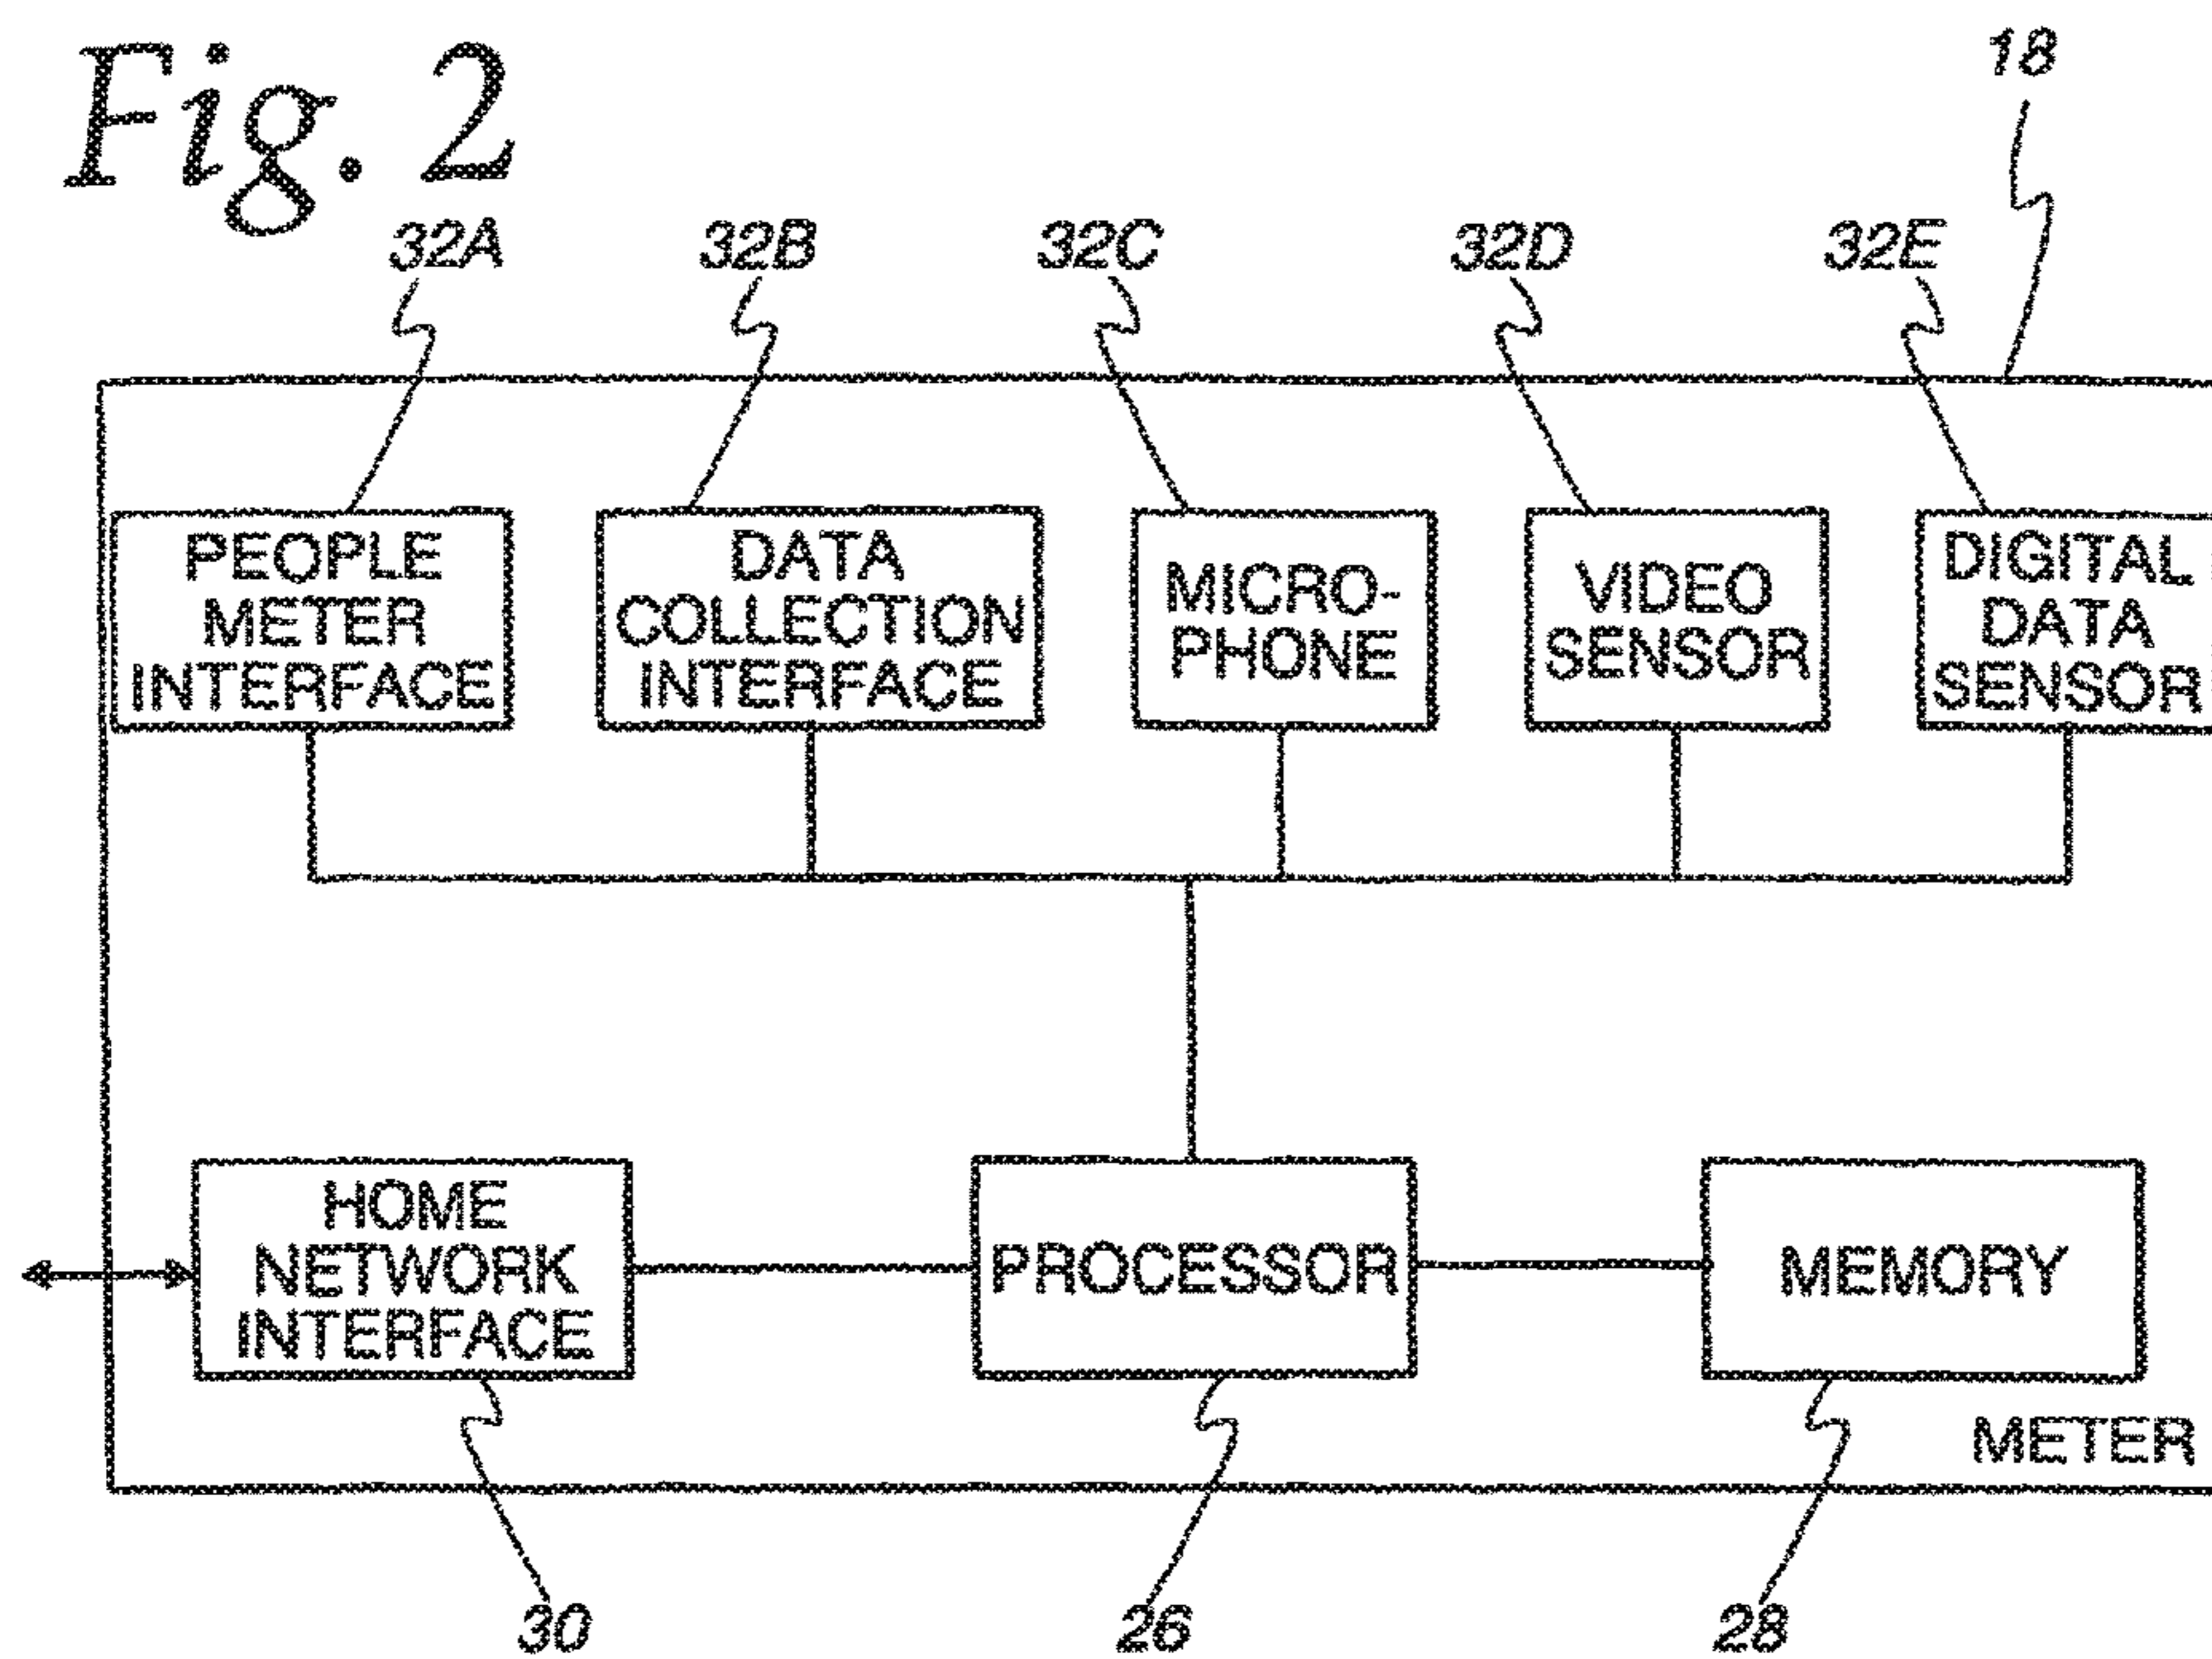 Fig. 2
18
32A
32B
32C
32D
32E
PEOPLE
METER
INTERFACE
DATA
COLLECTION
INTERFACE
MICRO-
PHONE
VIDEO
SENSOR
DIGITAL
DATA
SENSOR
HOME
NETWORK
INTERFACE
PROCESSOR
MEMORY
METER
30
26
28